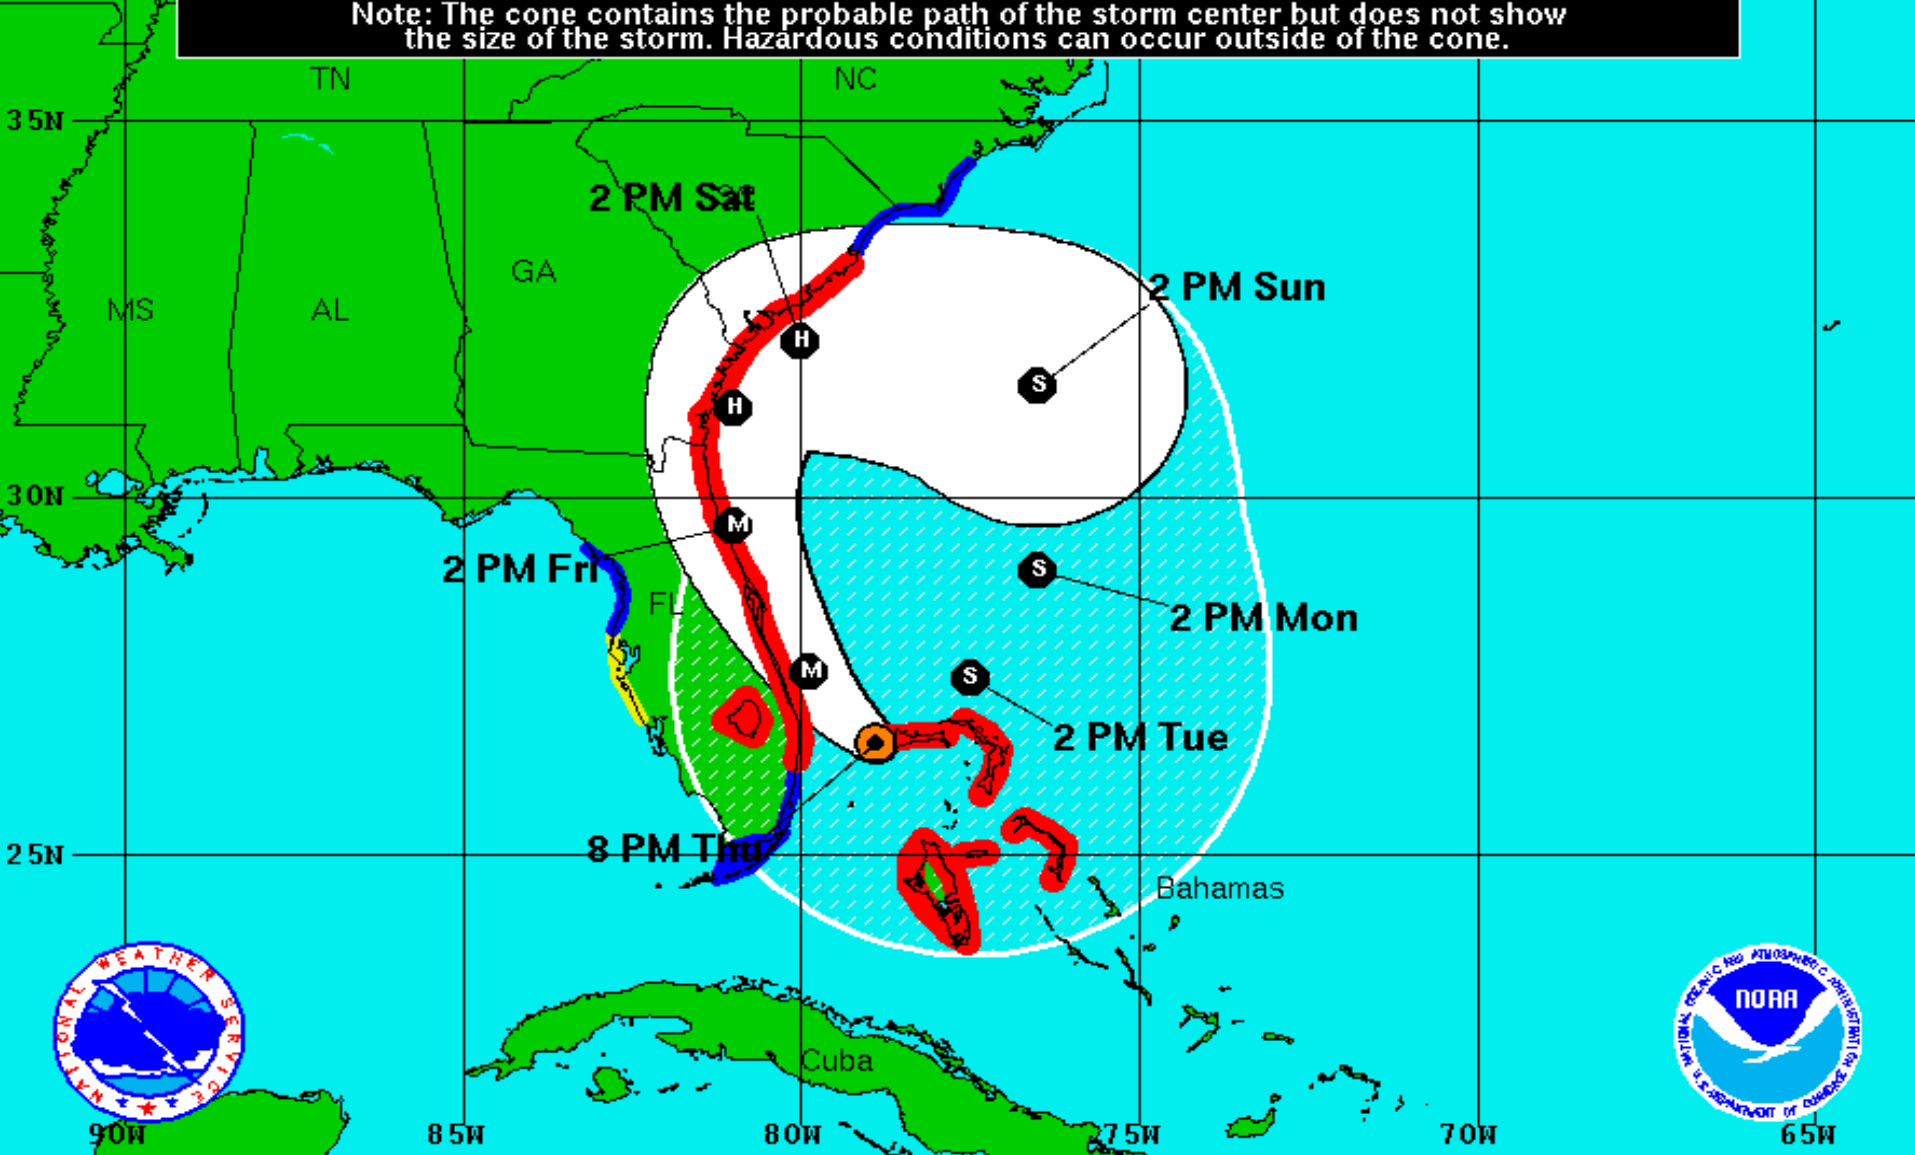 Note: The cone contains the probable path of the storm center but does not show
the size of the storm. Hazardous conditions can occur outside of the cone.
TN
NC
35N
2 PM Sat
GA
2 PM Sun
MS
AL
H
S
H
30N
M
2 PM Fri
S
FL
2 PM Mon
M
S
2 PM Tue
8 PM Thu
25N
Bahamas
NATIONAL WEATHER SERVICE
NOAA
Cuba
90W
85W
80W
75W
70W
65W